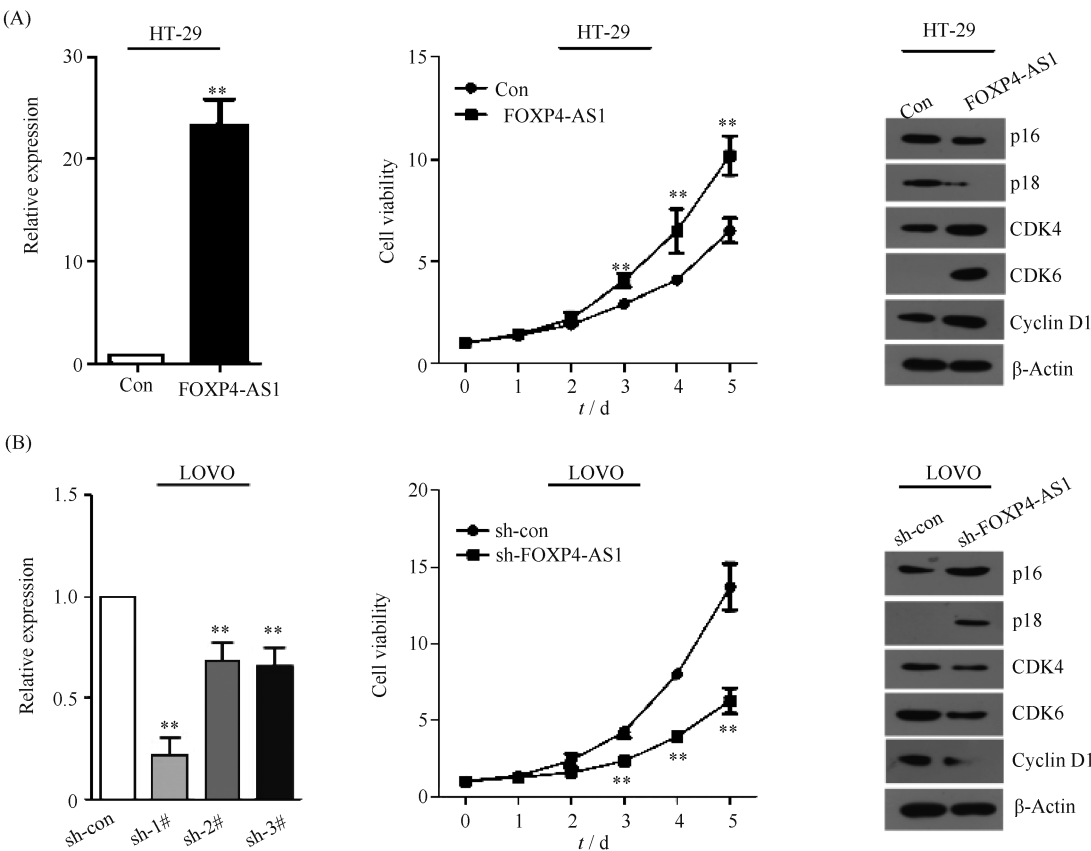 (A)
HT-29
30
20
10
0
Relative expression
**
Con
FOXP4-AS1
HT-29
15
10
5
0
Cell viability
Con
FOXP4-AS1
**
**
**
0 1 2 3 4 5
t / d
HT-29
Con
FOXP4-AS1
p16
p18
CDK4
CDK6
Cyclin D1
β-Actin
(B)
LOVO
1.5
1.0
0.5
0
Relative expression
**
**
**
sh-con
sh-1#
sh-2#
sh-3#
LOVO
20
15
10
5
0
Cell viability
sh-con
sh-FOXP4-AS1
**
**
**
0 1 2 3 4 5
t / d
LOVO
sh-con
sh-FOXP4-AS1
p16
p18
CDK4
CDK6
Cyclin D1
β-Actin